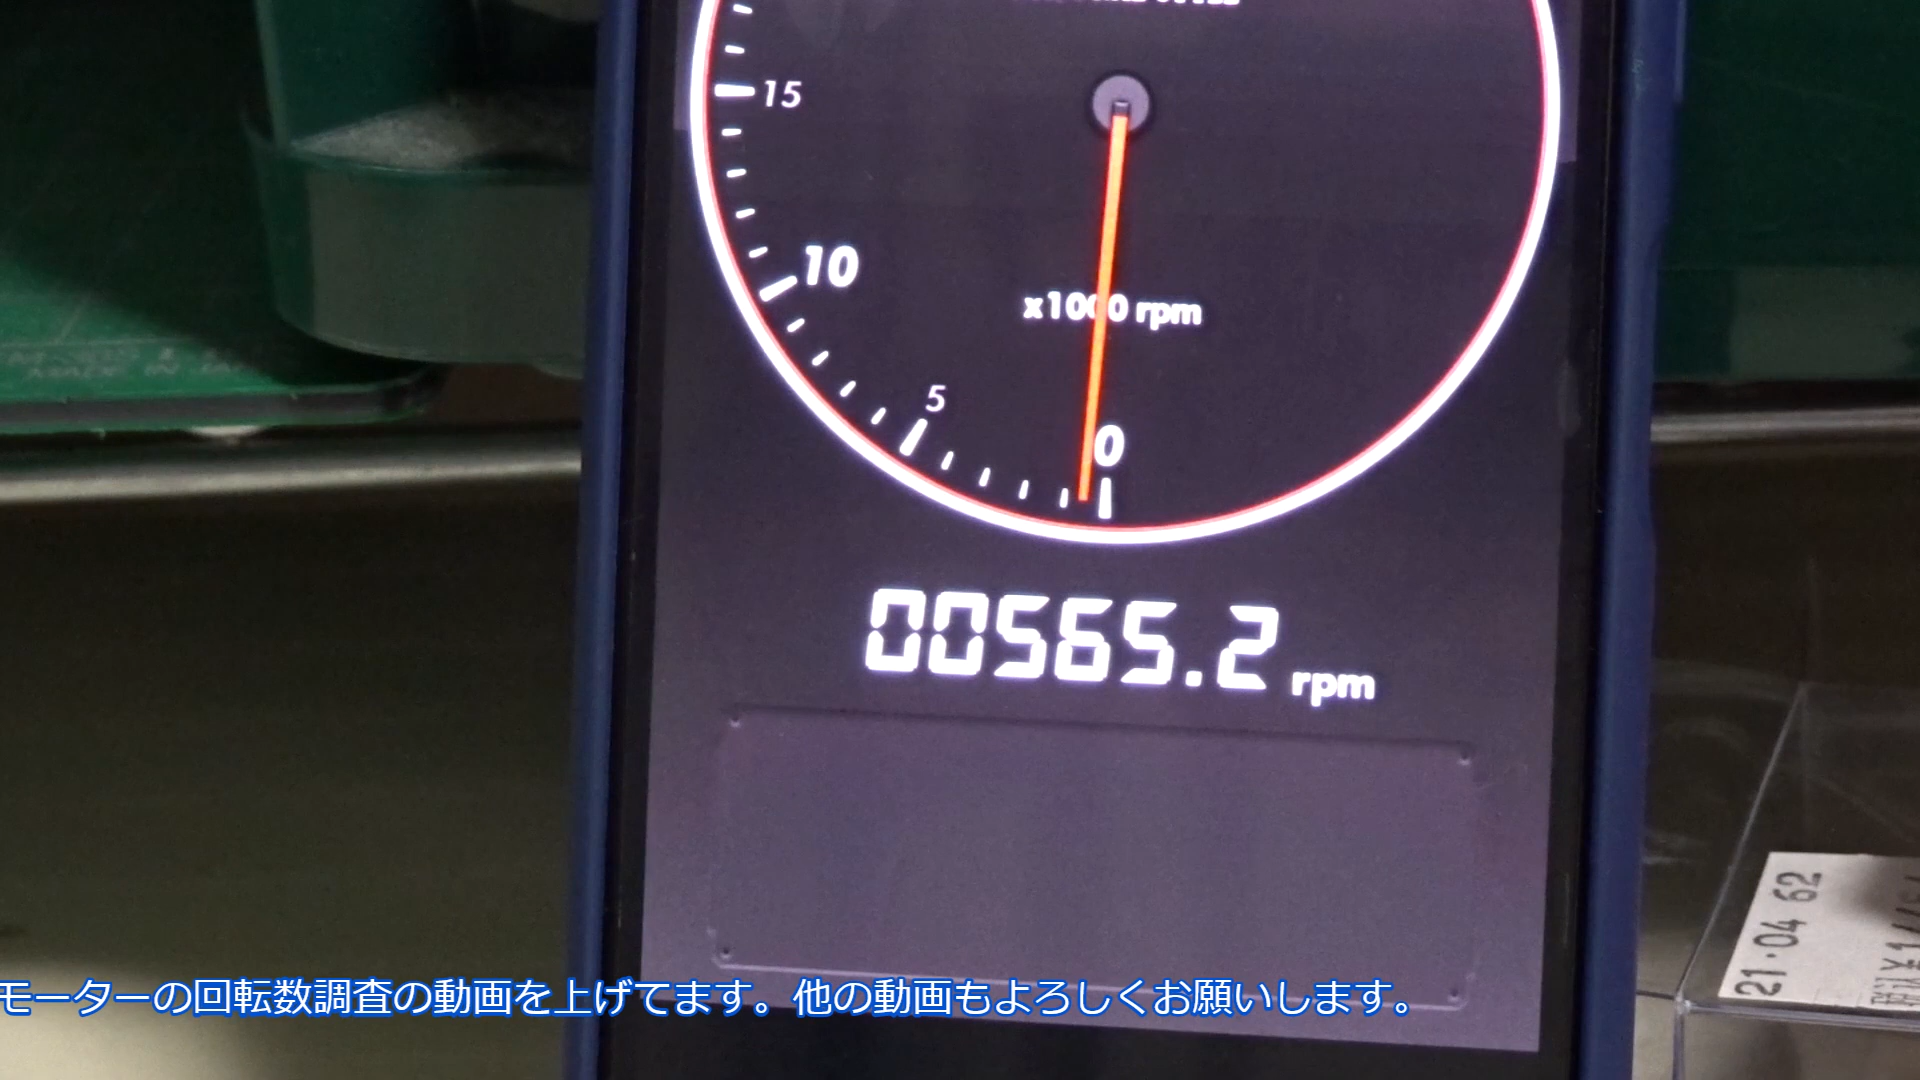 15
10
x1000 rpm
5
0
00565.2 rpm
21·04 62
モーターの回転数調査の動画を上げてます。他の動画もよろしくお願いします。